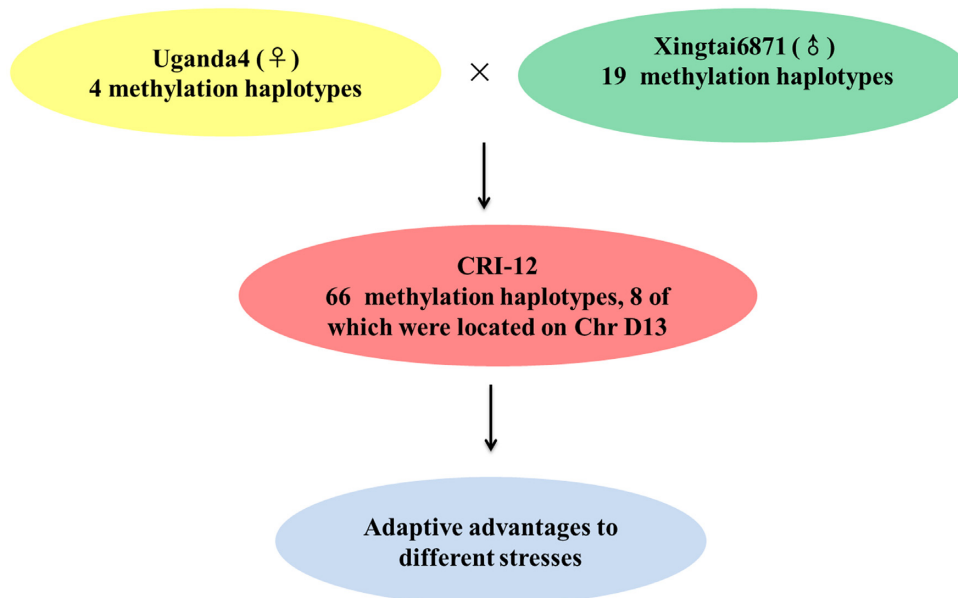 Uganda4 (♀)
4 methylation haplotypes
×
Xingtai6871 (♂)
19 methylation haplotypes
CRI-12
66 methylation haplotypes, 8 of
which were located on Chr D13
Adaptive advantages to
different stresses